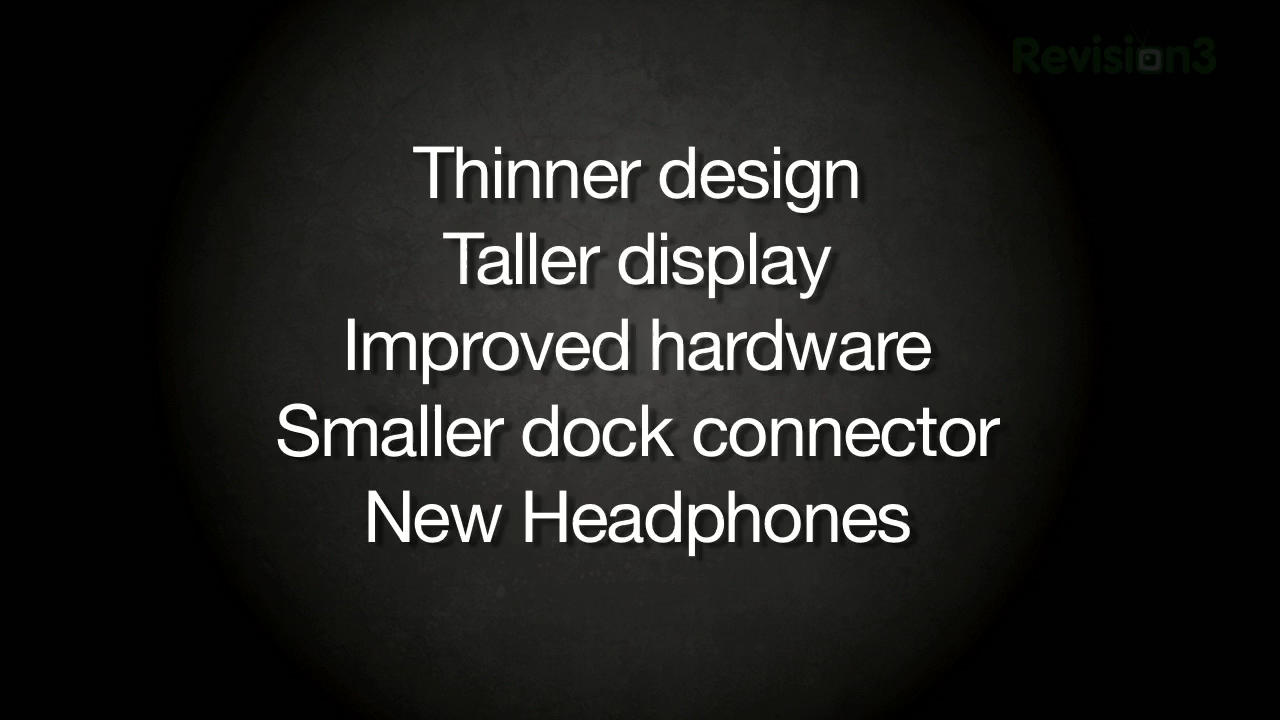 Revision3
Thinner design
Taller display
Improved hardware
Smaller dock connector
New Headphones